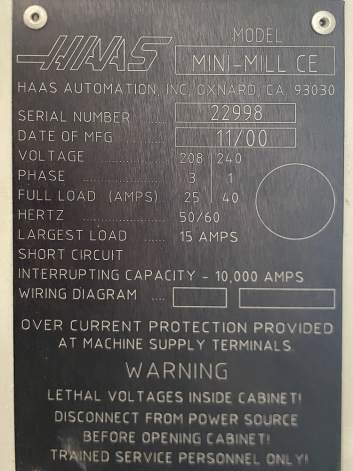 HAAS
MODEL
MINI-MILL CE
HAAS AUTOMATION, INC. OXNARD, CA. 93030
SERIAL NUMBER ..... 22998
DATE OF MFG ..... 11/00
VOLTAGE ............ 208 | 240
PHASE ............ 3 | 1
FULL LOAD (AMPS) . 25 | 40
HERTZ ............ 50/60
LARGEST LOAD ..... 15 AMPS
SHORT CIRCUIT
INTERRUPTING CAPACITY - 10,000 AMPS
WIRING DIAGRAM ....
OVER CURRENT PROTECTION PROVIDED
AT MACHINE SUPPLY TERMINALS.
WARNING
LETHAL VOLTAGES INSIDE CABINET!
DISCONNECT FROM POWER SOURCE
BEFORE OPENING CABINET!
TRAINED SERVICE PERSONNEL ONLY!